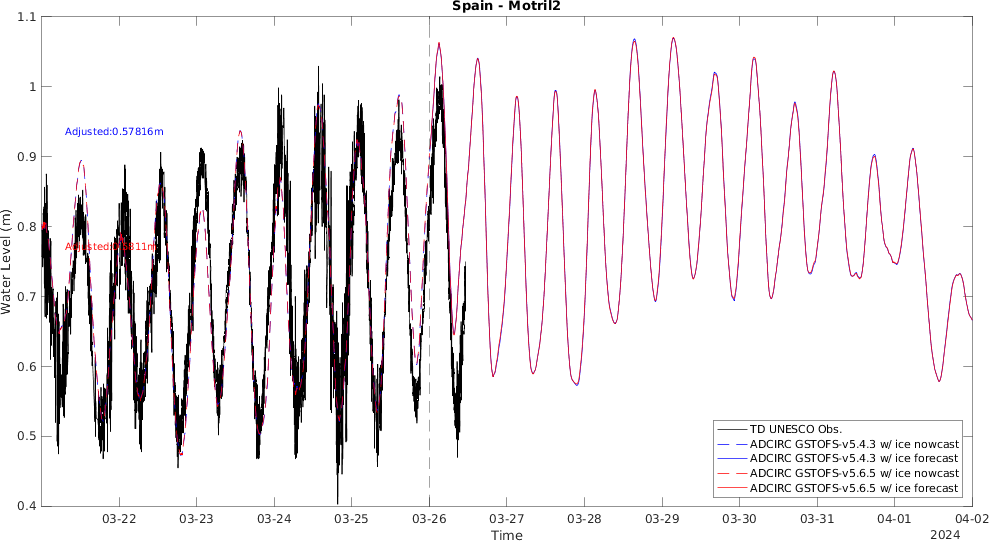 Spain - Motril2
1.1
1
0.9
0.8
0.7
0.6
0.5
0.4
Water Level (m)
Adjusted:0.57816m
TD UNESCO Obs.
ADCIRC GSTOFS-v5.4.3 w/ ice nowcast
ADCIRC GSTOFS-v5.4.3 w/ ice forecast
ADCIRC GSTOFS-v5.6.5 w/ ice nowcast
ADCIRC GSTOFS-v5.6.5 w/ ice forecast
03-22 03-23 03-24 03-25 03-26 03-27 03-28 03-29 03-30 03-31 04-01 04-02
Time
2024